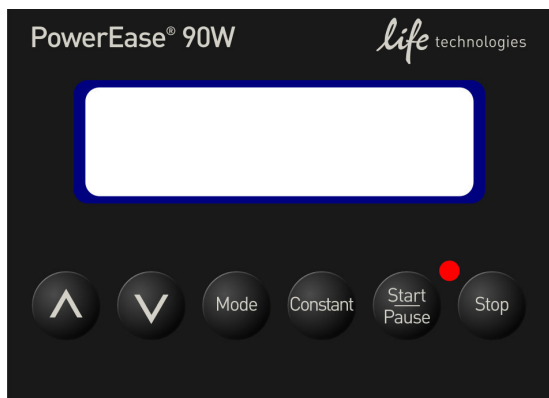 PowerEase® 90W
life technologies
Mode
Constant
Start
Pause
Stop